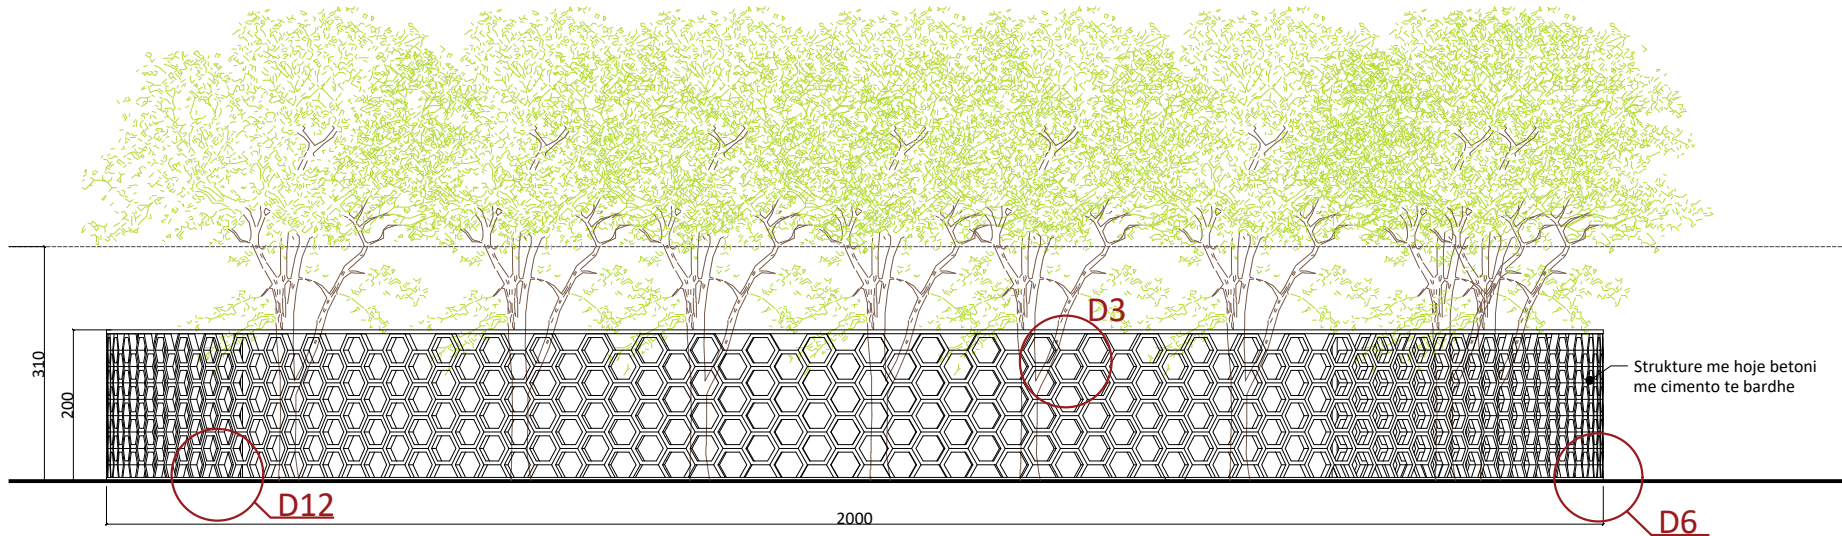 D3
310
200
Strukture me hoje betoni
me cimento te bardhe
D12
2000
D6